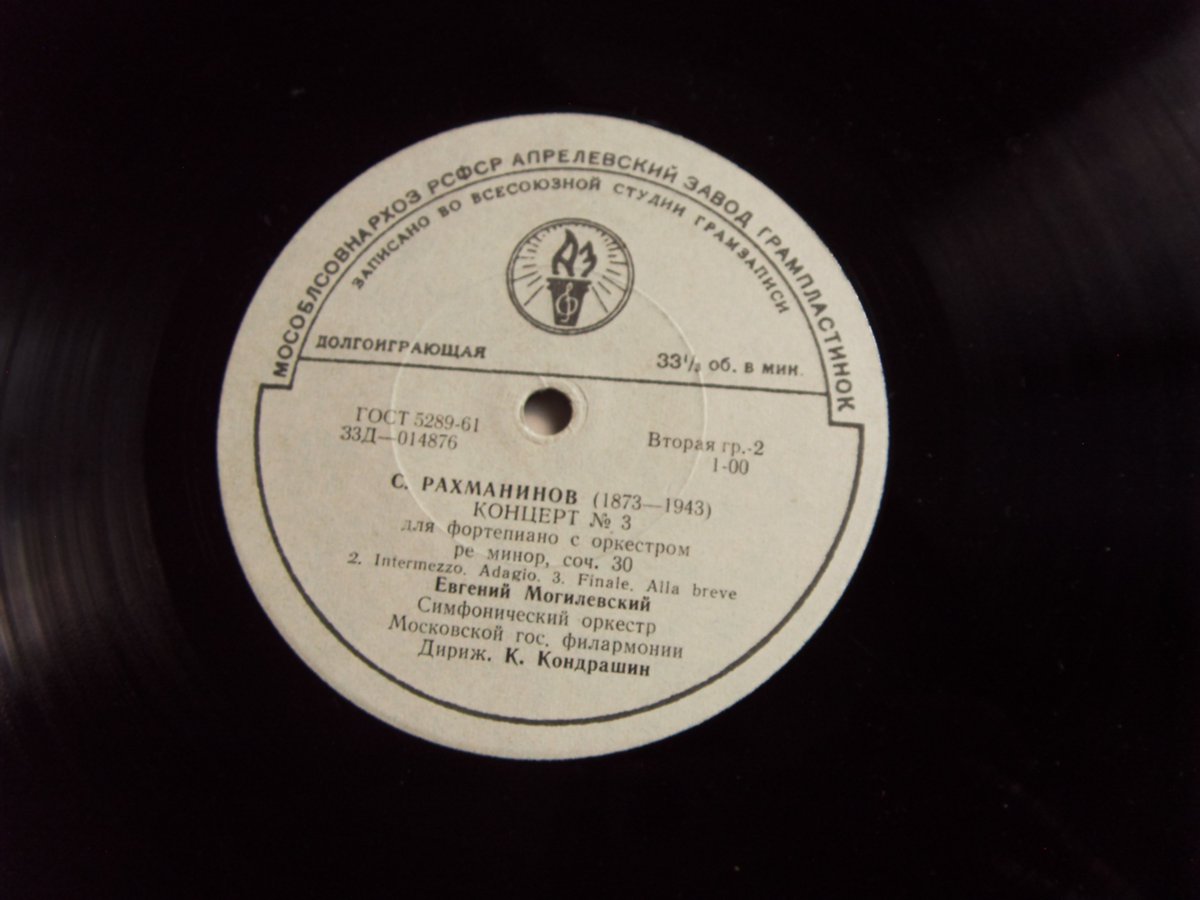 МОСОБЛСОВНАРХОЗ РСФСР АПРЕЛЕВСКИЙ ЗАВОД ГРАМПЛАСТИНОК
ЗАПИСАНО ВО ВСЕСОЮЗНОЙ СТУДИИ ГРАМЗАПИСИ
АЗ
ДОЛГОИГРАЮЩАЯ
33⅓ об. в мин.
ГОСТ 5289-61
33Д—014876
Вторая гр.-2
1-00
С. РАХМАНИНОВ (1873—1943)
КОНЦЕРТ № 3
для фортепиано с оркестром
ре минор, соч. 30
2. Intermezzo. Adagio. 3. Finale. Alla breve
Евгений Могилевский
Симфонический оркестр
Московской гос. филармонии
Дириж. К. Кондрашин